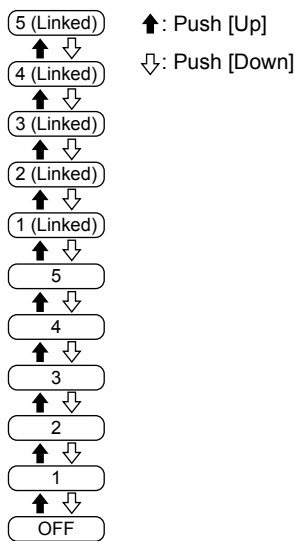 5 (Linked)
: Push [Up]
4 (Linked)
: Push [Down]
3 (Linked)
2 (Linked)
1 (Linked)
5
4
3
2
1
OFF